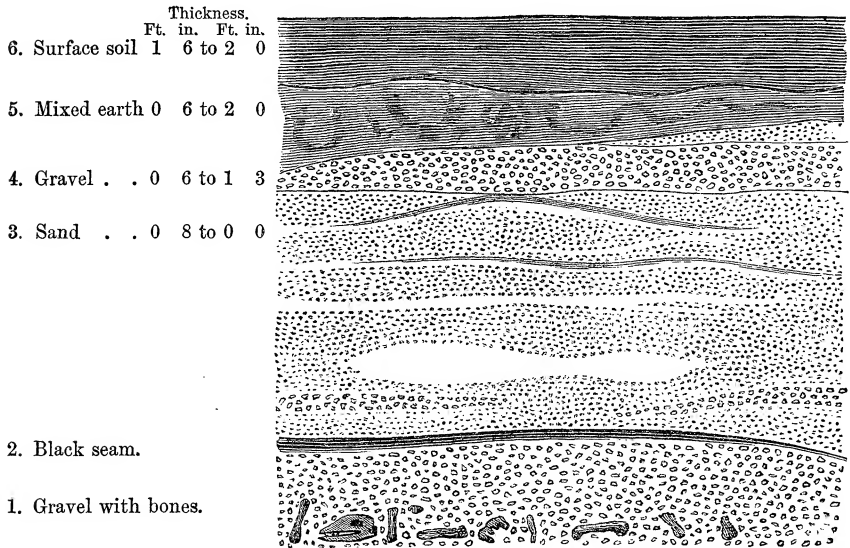 Thickness.
Ft. in. Ft. in.
6. Surface soil 1 6 to 2 0
5. Mixed earth 0 6 to 2 0
4. Gravel . . 0 6 to 1 3
3. Sand . . 0 8 to 0 0
2. Black seam.
1. Gravel with bones.